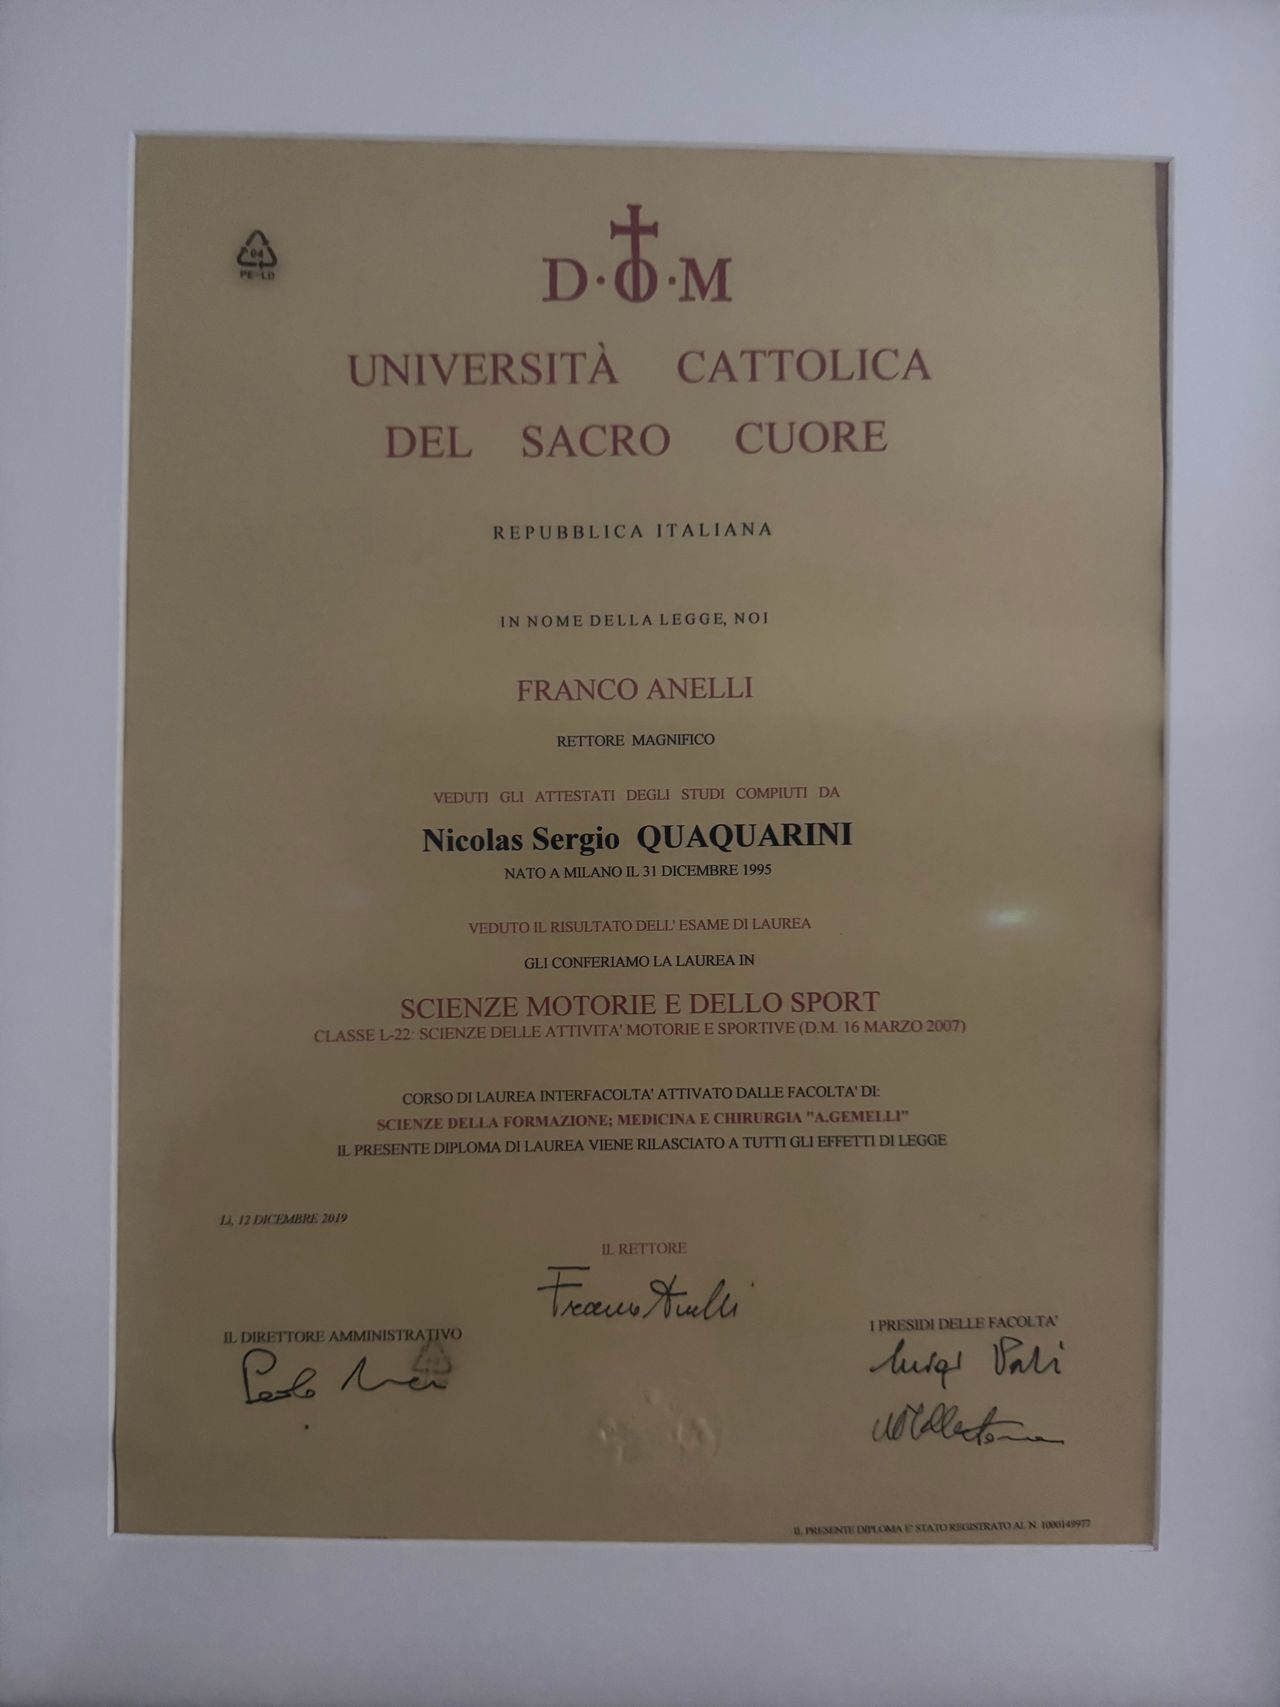 04
PE-LD
D·O·M
UNIVERSITÀ CATTOLICA
DEL SACRO CUORE
REPUBBLICA ITALIANA
IN NOME DELLA LEGGE, NOI
FRANCO ANELLI
RETTORE MAGNIFICO
VEDUTI GLI ATTESTATI DEGLI STUDI COMPIUTI DA
Nicolas Sergio QUAQUARINI
NATO A MILANO IL 31 DICEMBRE 1995
VEDUTO IL RISULTATO DELL' ESAME DI LAUREA
GLI CONFERIAMO LA LAUREA IN
SCIENZE MOTORIE E DELLO SPORT
CLASSE L-22: SCIENZE DELLE ATTIVITA' MOTORIE E SPORTIVE (D.M. 16 MARZO 2007)
CORSO DI LAUREA INTERFACOLTA' ATTIVATO DALLE FACOLTA' DI:
SCIENZE DELLA FORMAZIONE; MEDICINA E CHIRURGIA "A.GEMELLI"
IL PRESENTE DIPLOMA DI LAUREA VIENE RILASCIATO A TUTTI GLI EFFETTI DI LEGGE
Lì, 12 DICEMBRE 2019
IL RETTORE
Franco Anelli
IL DIRETTORE AMMINISTRATIVO
Paolo
I PRESIDI DELLE FACOLTA'
Luigi
IL PRESENTE DIPLOMA E' STATO REGISTRATO AL N. 1000149977